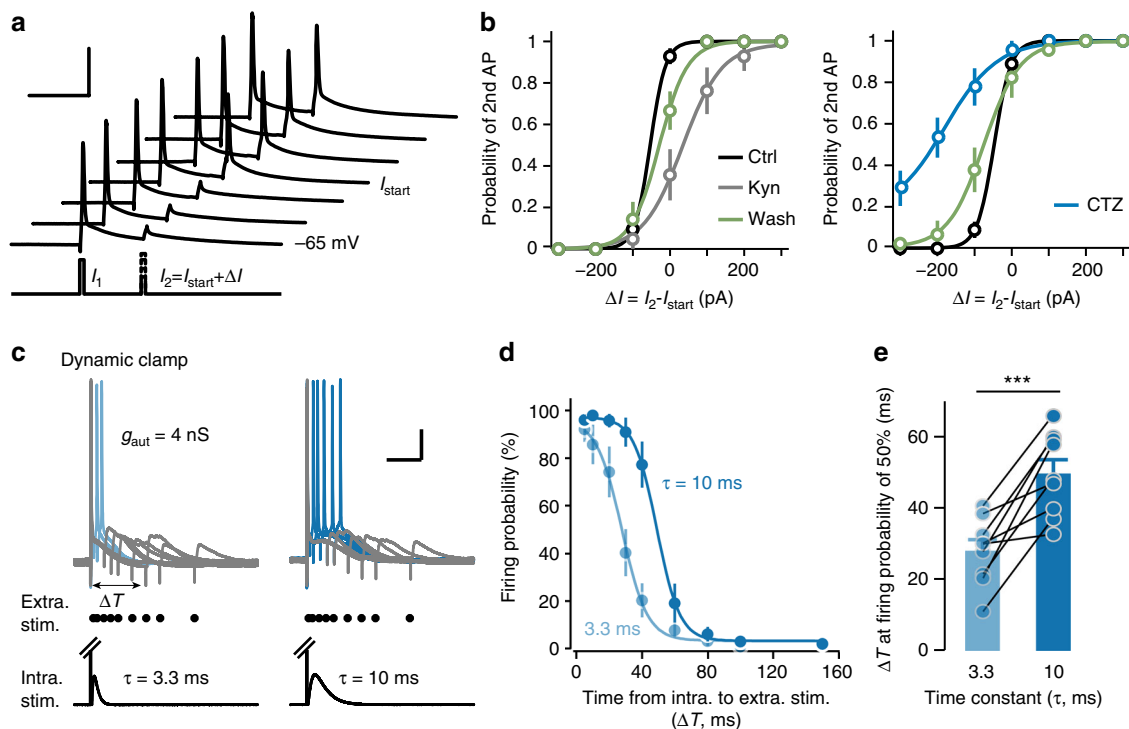 a
I_start
−65 mV
I_1
I_2=I_start+ΔI
b
Probability of 2nd AP
1
0.8
0.6
0.4
0.2
0
−200
0
200
ΔI = I_2-I_start (pA)
Ctrl
Kyn
Wash
Probability of 2nd AP
1
0.8
0.6
0.4
0.2
0
−200
0
200
ΔI = I_2-I_start (pA)
CTZ
c
Dynamic clamp
g_aut = 4 nS
ΔT
Extra.
stim.
Intra.
stim.
τ = 3.3 ms
τ = 10 ms
d
Firing probability (%)
100
80
60
40
20
0
0
40
80
120
160
τ = 10 ms
3.3 ms
Time from intra. to extra. stim.
(ΔT, ms)
e
ΔT at firing probability of 50% (ms)
***
60
40
20
0
3.3
10
Time constant (τ, ms)